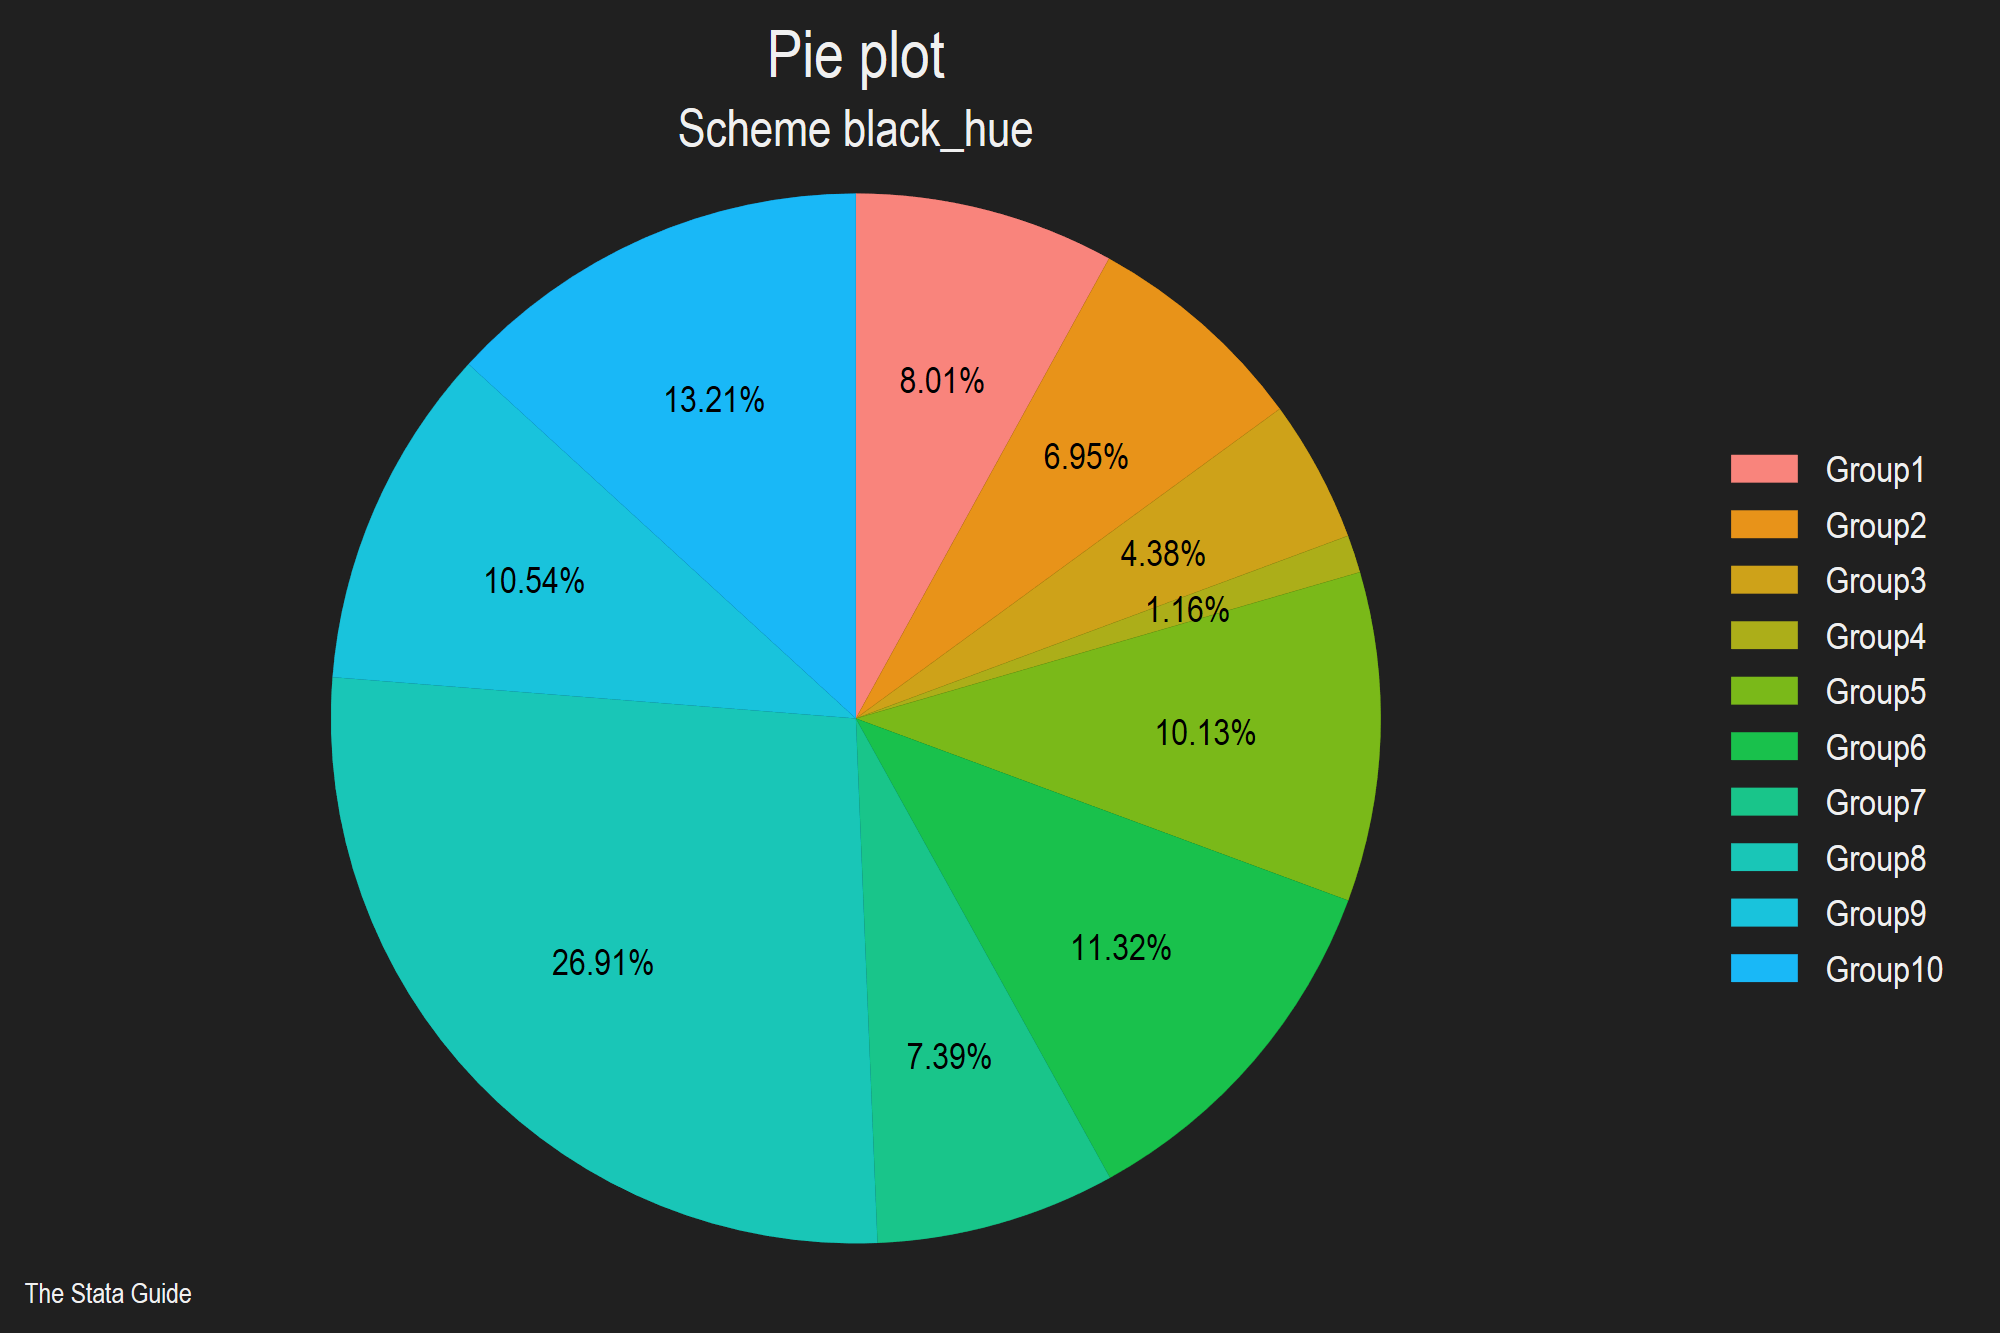 Pie plot
Scheme black_hue
8.01%
6.95%
4.38%
1.16%
10.13%
11.32%
7.39%
26.91%
10.54%
13.21%
Group1
Group2
Group3
Group4
Group5
Group6
Group7
Group8
Group9
Group10
The Stata Guide